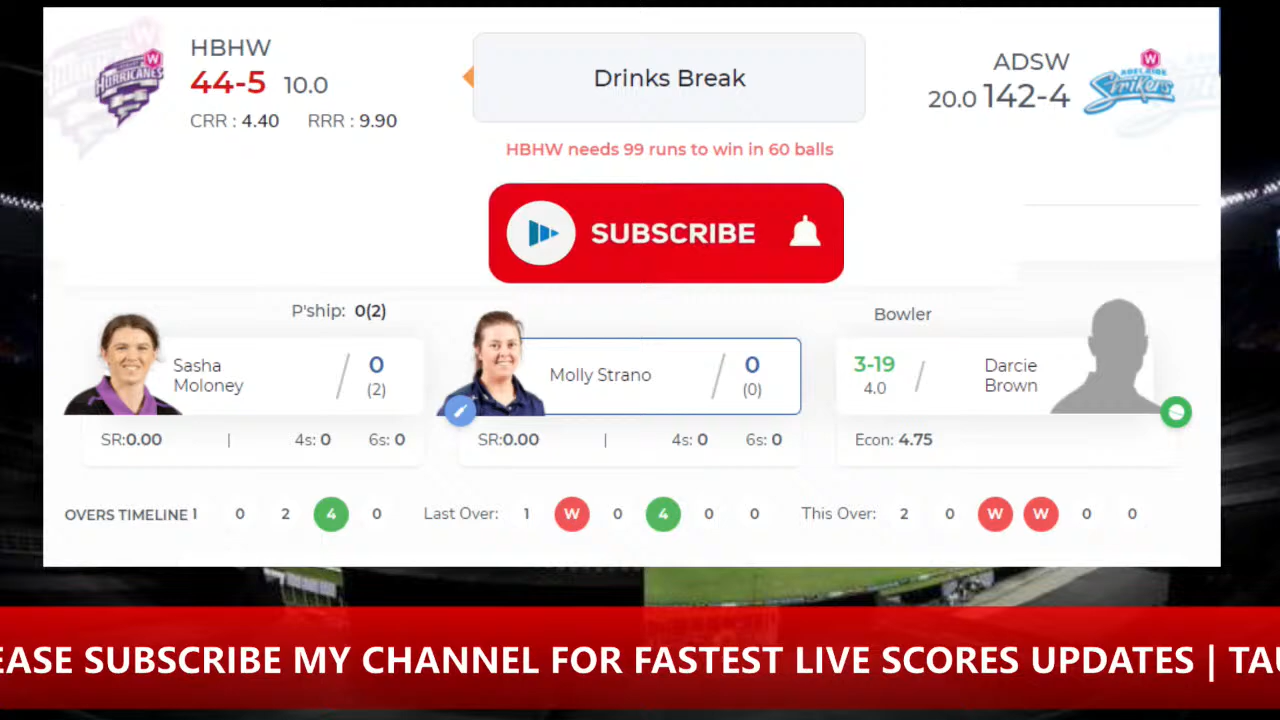 HBHW
44-5 10.0
CRR : 4.40 RRR : 9.90
Drinks Break
HBHW needs 99 runs to win in 60 balls
ADSW
20.0 142-4
W
HURRICANES
W
ADELAIDE
Strikers
SUBSCRIBE
P'ship: 0(2)
Sasha
Moloney
/ 0
(2)
SR:0.00 | 4s: 0 6s: 0
Molly Strano / 0
(0)
SR:0.00 | 4s: 0 6s: 0
Bowler
3-19 / Darcie
4.0 Brown
Econ: 4.75
OVERS TIMELINE 1 0 2 4 0 Last Over: 1 W 0 4 0 0 This Over: 2 0 W W 0 0
EASE SUBSCRIBE MY CHANNEL FOR FASTEST LIVE SCORES UPDATES | TA